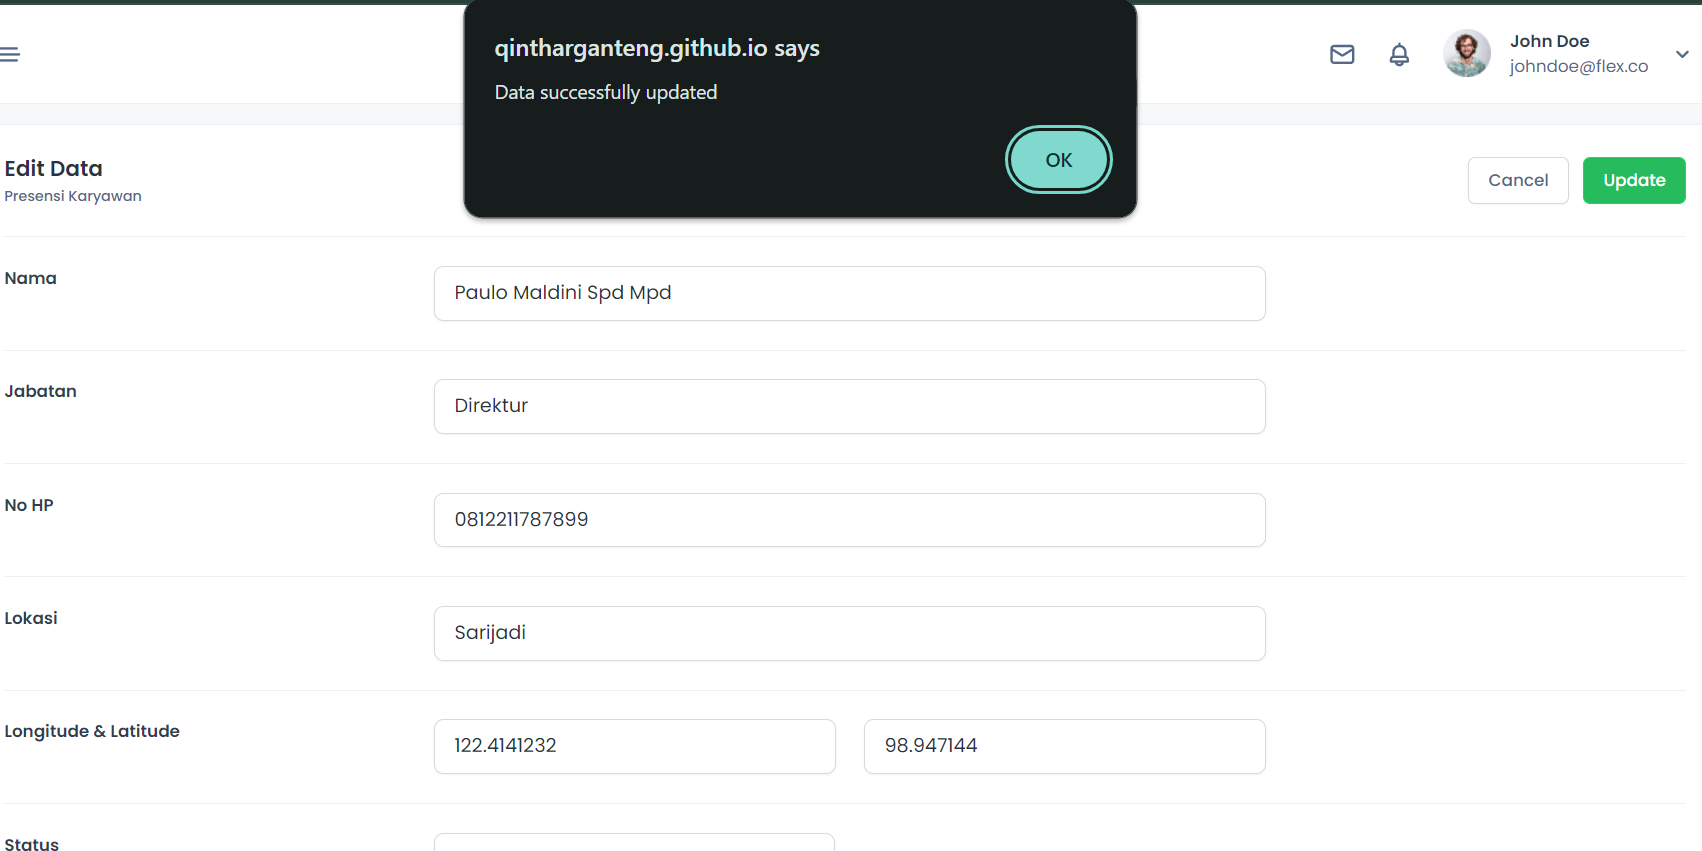 qintharganteng.github.io says
Data successfully updated
OK
John Doe
johndoe@flex.co
Edit Data
Presensi Karyawan
Cancel
Update
Nama
Paulo Maldini Spd Mpd
Jabatan
Direktur
No HP
0812211787899
Lokasi
Sarijadi
Longitude & Latitude
122.4141232
98.947144
Status